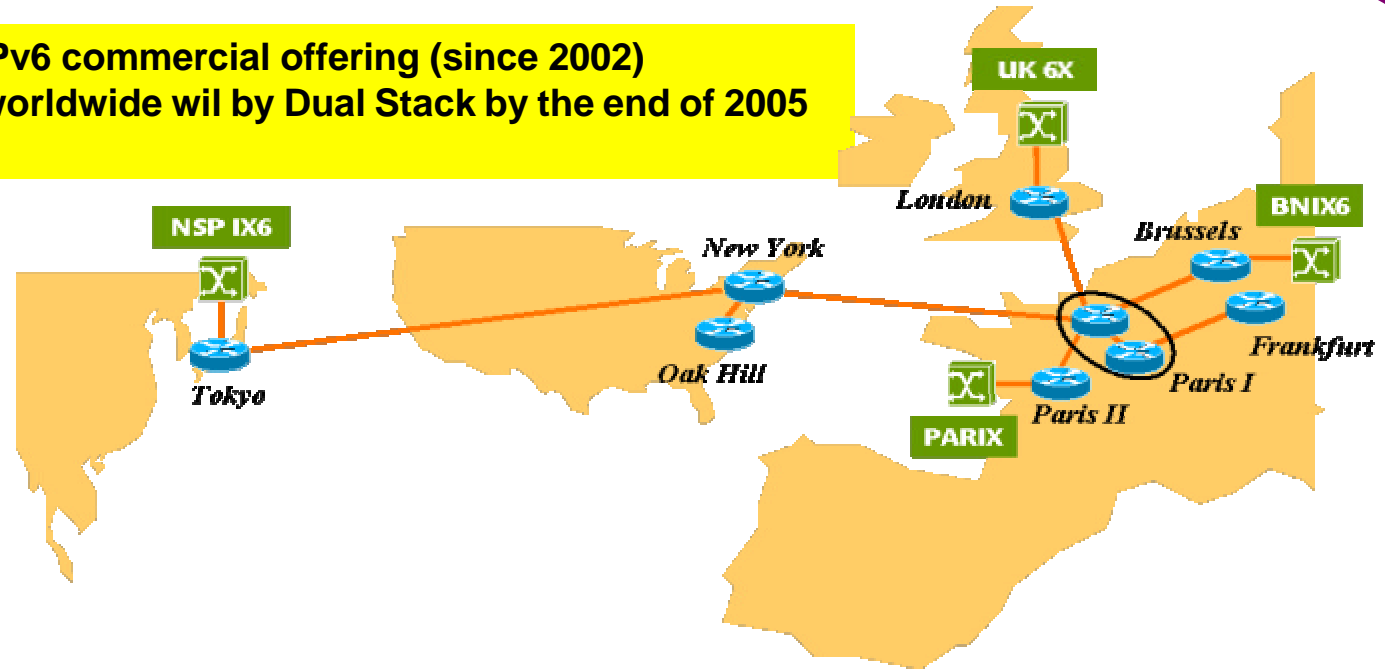 Pv6 commercial offering (since 2002)
worldwide wil by Dual Stack by the end of 2005
UK 6X
London
BNIX6
Brussels
NSP IX6
New York
Frankfurt
Oak Hill
Paris I
Tokyo
Paris II
PARIX